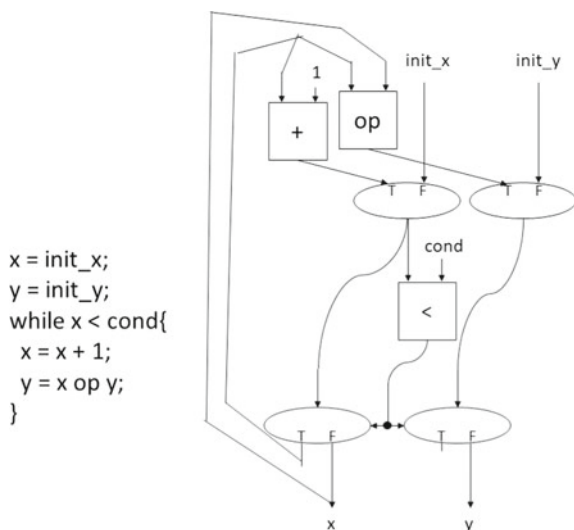 init_x
init_y
1
+
op
T F
T F
cond
<
x = init_x;
y = init_y;
while x < cond{
x = x + 1;
y = x op y;
}
T F
T F
x
y